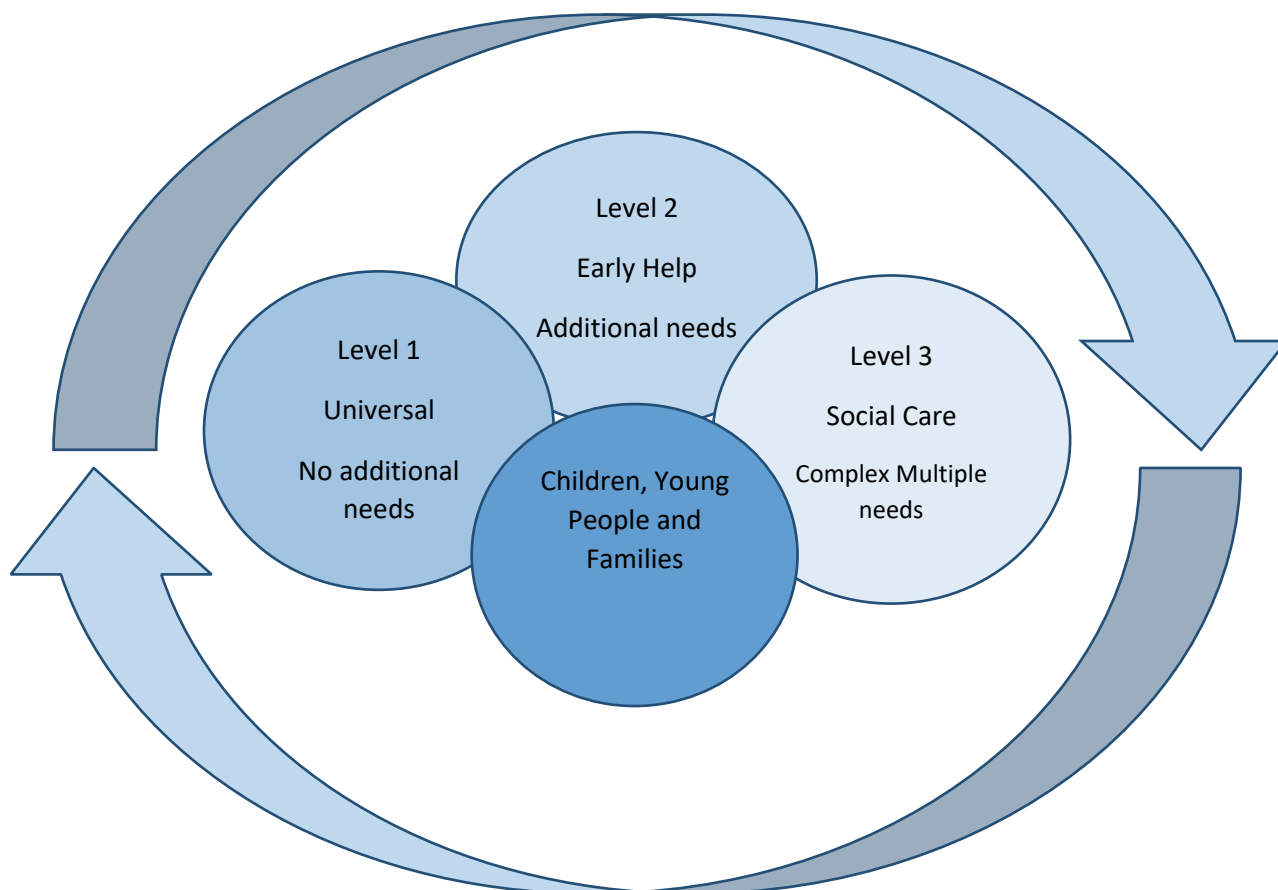 Level 2
Early Help
Additional needs
Level 1
Universal
No additional
needs
Level 3
Social Care
Complex Multiple
needs
Children, Young
People and
Families